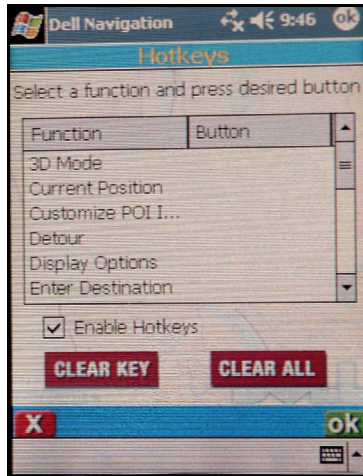 Dell Navigation 9:46 ok
Hotkeys
Select a function and press desired button
Function Button
3D Mode
Current Position
Customize POI I...
Detour
Display Options
Enter Destination
Enable Hotkeys
CLEAR KEY CLEAR ALL
X ok